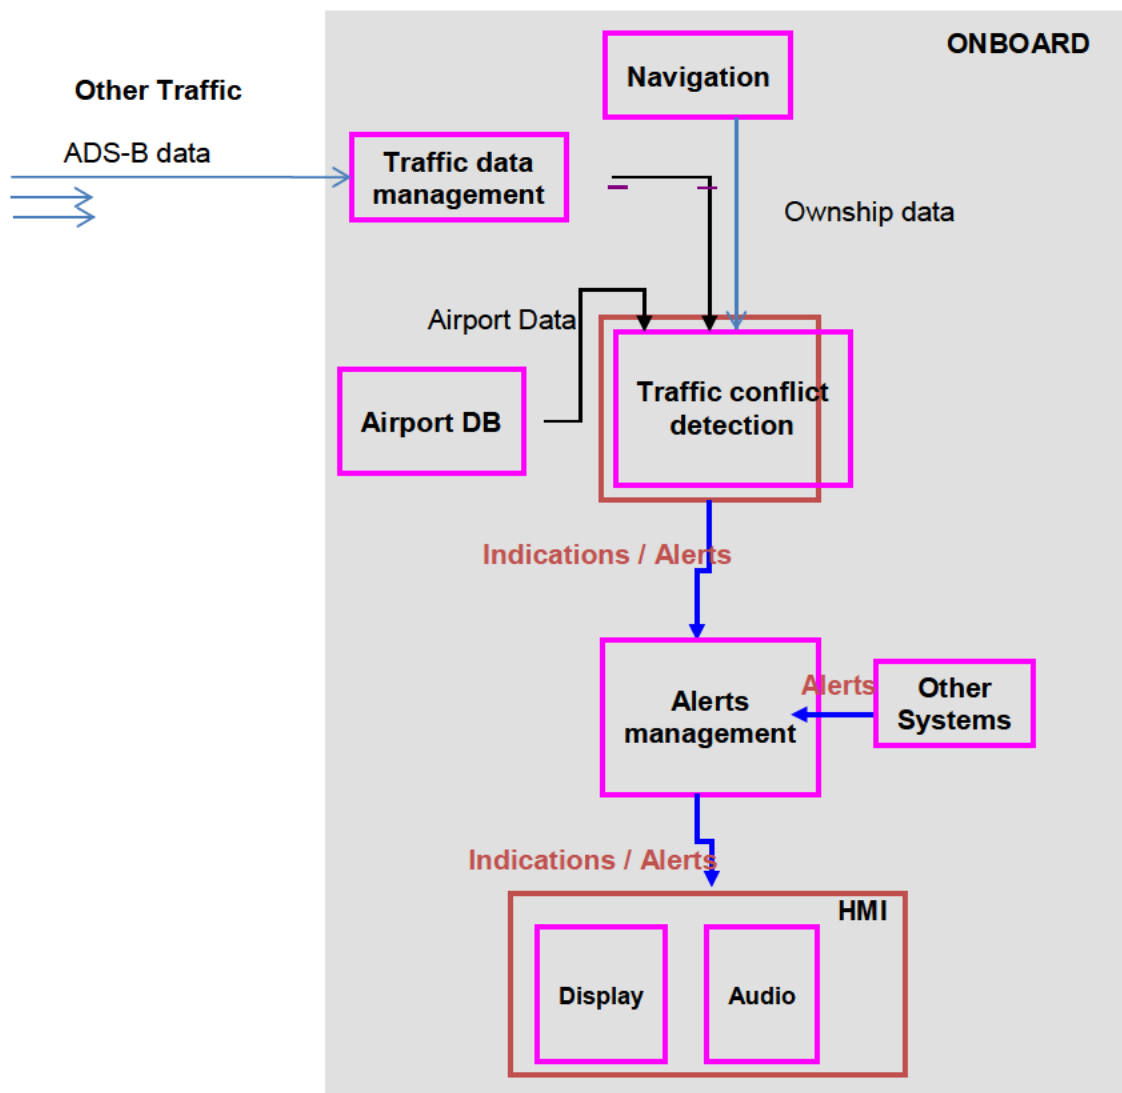 ONBOARD
Navigation
Other Traffic
ADS-B data
Traffic data
management
Ownship data
Airport Data
Traffic conflict
detection
Airport DB
Indications / Alerts
Alerts
management
Alerts
Other
Systems
Indications / Alerts
HMI
Display
Audio